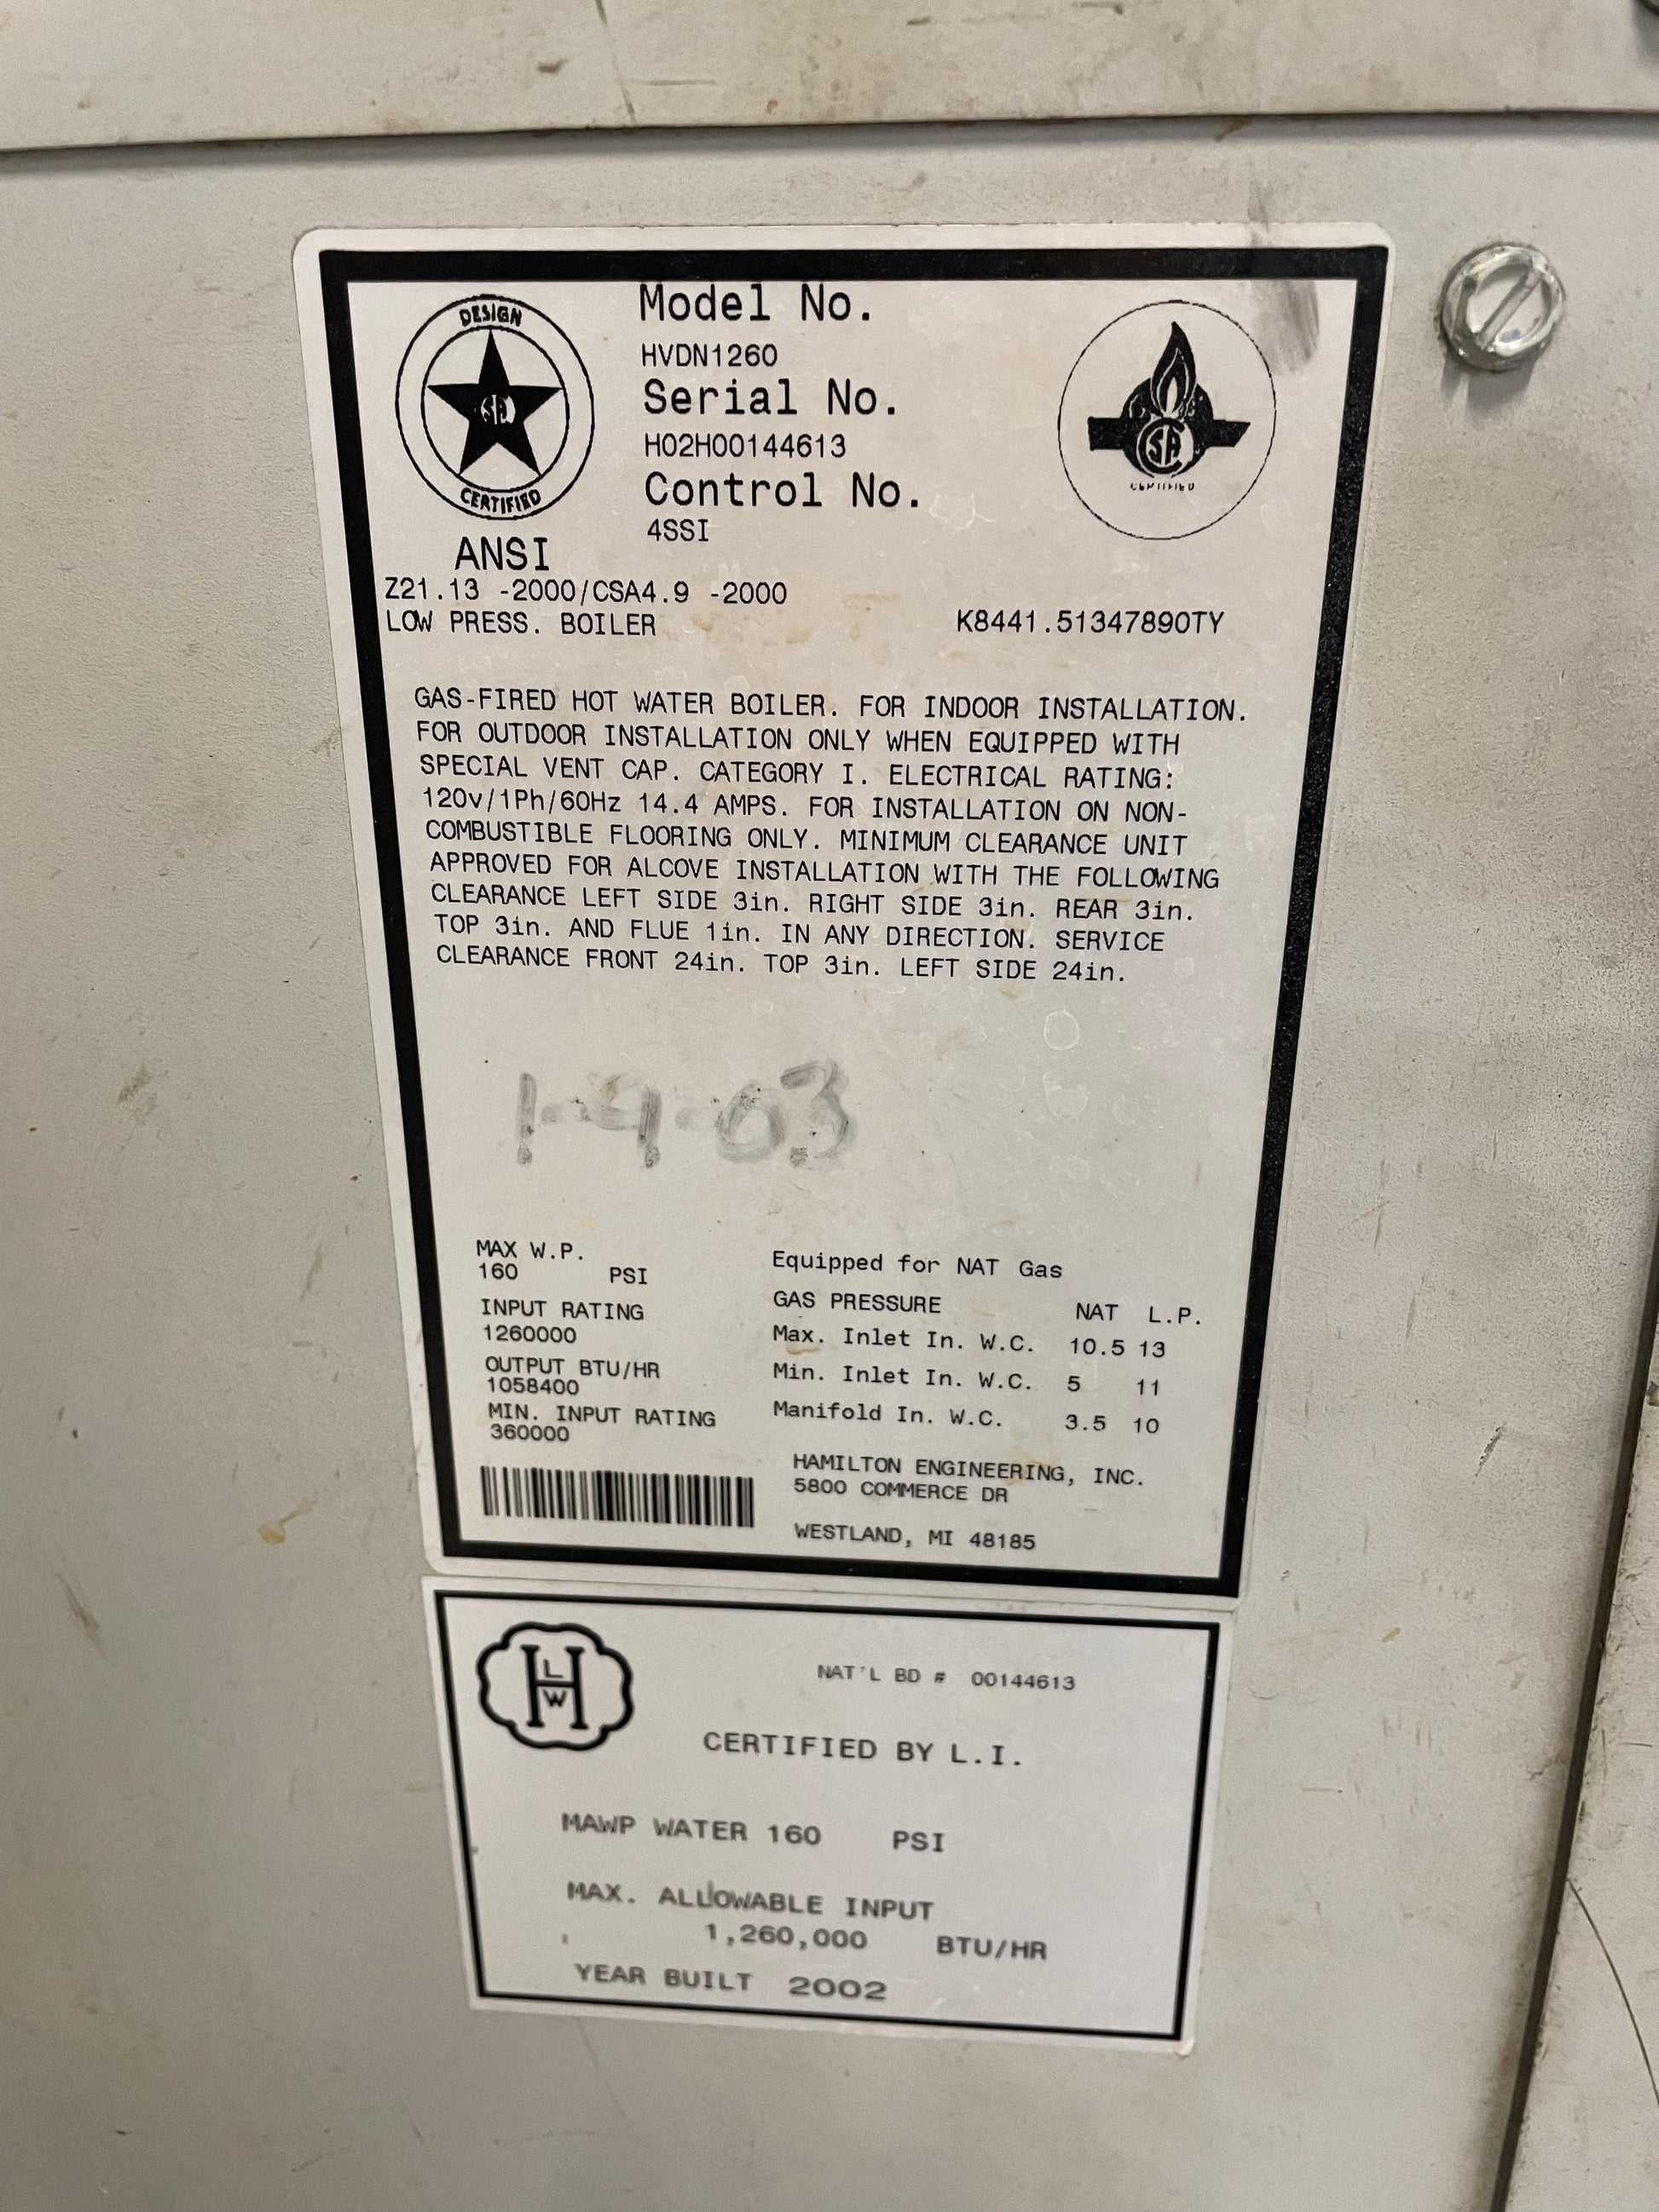 DESIGN
SA
CERTIFIED
Model No.
HVDN1260
Serial No.
H02H00144613
Control No.
4SSI
SA
CERTIFIED
ANSI
Z21.13 -2000/CSA4.9 -2000
LOW PRESS. BOILER
K8441.51347890TY
GAS-FIRED HOT WATER BOILER. FOR INDOOR INSTALLATION.
FOR OUTDOOR INSTALLATION ONLY WHEN EQUIPPED WITH
SPECIAL VENT CAP. CATEGORY I. ELECTRICAL RATING:
120v/1Ph/60Hz 14.4 AMPS. FOR INSTALLATION ON NON-
COMBUSTIBLE FLOORING ONLY. MINIMUM CLEARANCE UNIT
APPROVED FOR ALCOVE INSTALLATION WITH THE FOLLOWING
CLEARANCE LEFT SIDE 3in. RIGHT SIDE 3in. REAR 3in.
TOP 3in. AND FLUE 1in. IN ANY DIRECTION. SERVICE
CLEARANCE FRONT 24in. TOP 3in. LEFT SIDE 24in.
1-9-03
MAX W.P.
160 PSI
INPUT RATING
1260000
OUTPUT BTU/HR
1058400
MIN. INPUT RATING
360000
Equipped for NAT Gas
GAS PRESSURE NAT L.P.
Max. Inlet In. W.C. 10.5 13
Min. Inlet In. W.C. 5 11
Manifold In. W.C. 3.5 10
HAMILTON ENGINEERING, INC.
5800 COMMERCE DR
WESTLAND, MI 48185
H
L
W
NAT'L BD # 00144613
CERTIFIED BY L.I.
MAWP WATER 160 PSI
MAX. ALLOWABLE INPUT
1,260,000 BTU/HR
YEAR BUILT 2002